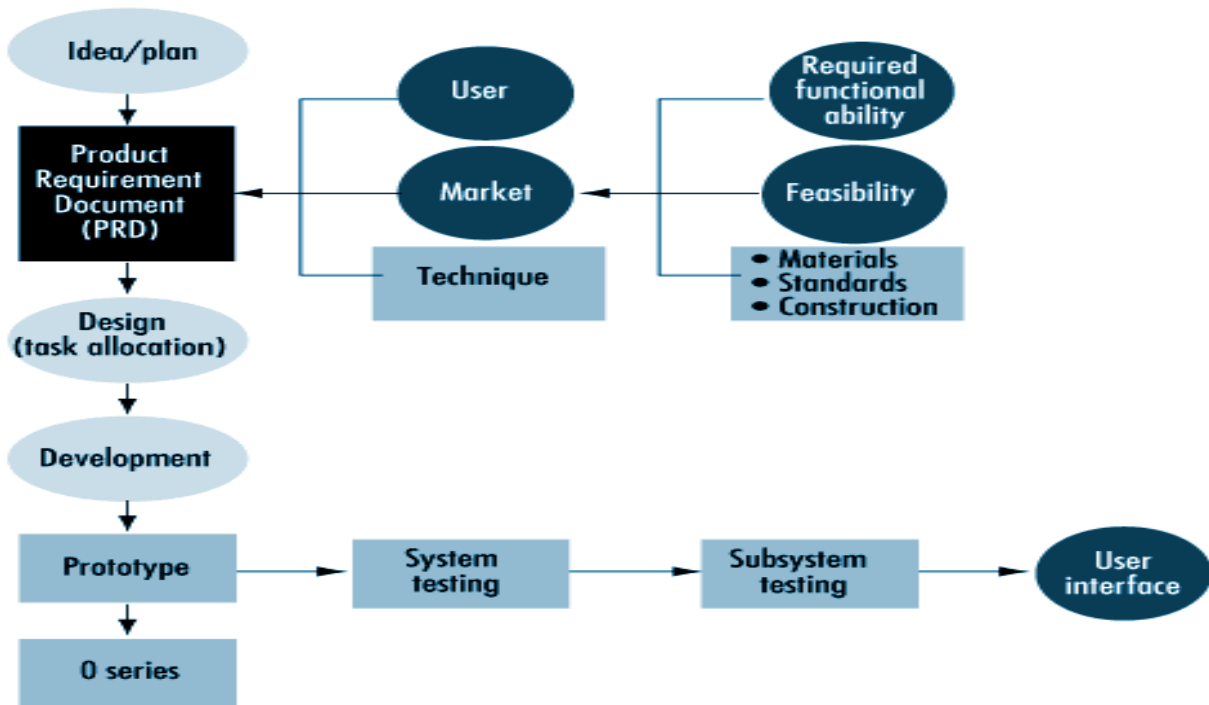 Idea/plan
Product
Requirement
Document
(PRD)
Design
(task allocation)
Development
Prototype
0 series
User
Market
Technique
Required
functional
ability
Feasibility
• Materials
• Standards
• Construction
System
testing
Subsystem
testing
User
interface